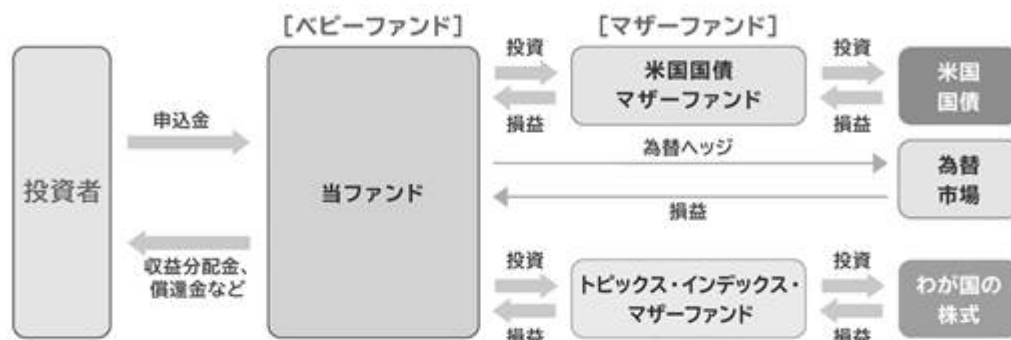 [ベビーファンド]
[マザーファンド]
投資者
申込金
収益分配金、
償還金など
当ファンド
投資
損益
米国国債
マザーファンド
投資
損益
米国
国債
為替ヘッジ
損益
為替
市場
投資
損益
トピックス・インデックス・
マザーファンド
投資
損益
わが国の
株式